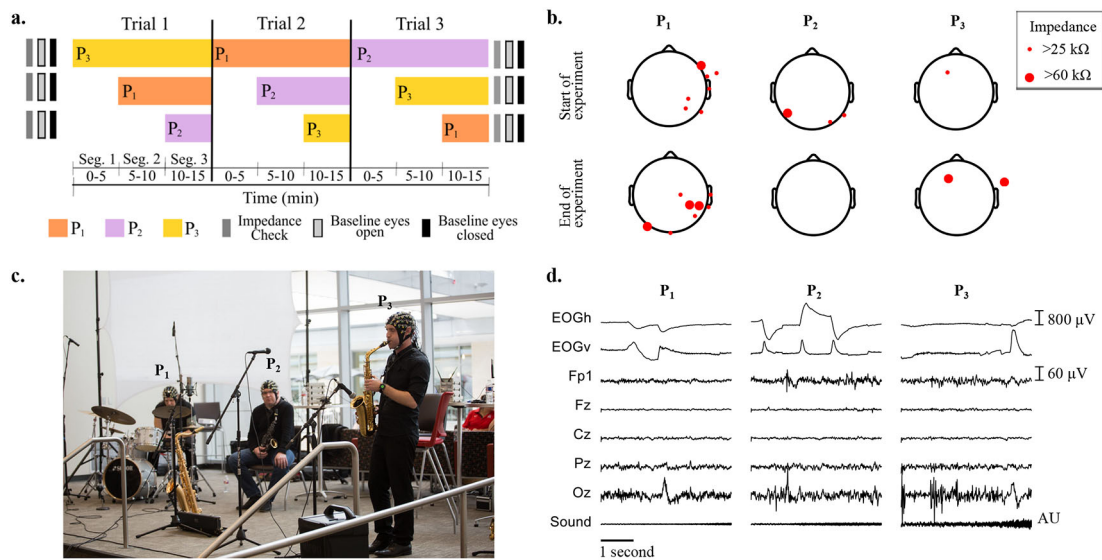 a.
Trial 1 Trial 2 Trial 3
P3 P1 P2
P1 P2 P3
P2 P3 P1
Seg. 1 Seg. 2 Seg. 3
0-5 5-10 10-15 0-5 5-10 10-15 0-5 5-10 10-15
Time (min)
P1 P2 P3 Impedance Check Baseline eyes open Baseline eyes closed
b.
P1 P2 P3
Impedance
>25 kΩ
>60 kΩ
Start of experiment
End of experiment
c.
P1 P2 P3
d.
P1 P2 P3
EOGh 800 µV
EOGv
Fp1 60 µV
Fz
Cz
Pz
Oz
Sound AU
1 second